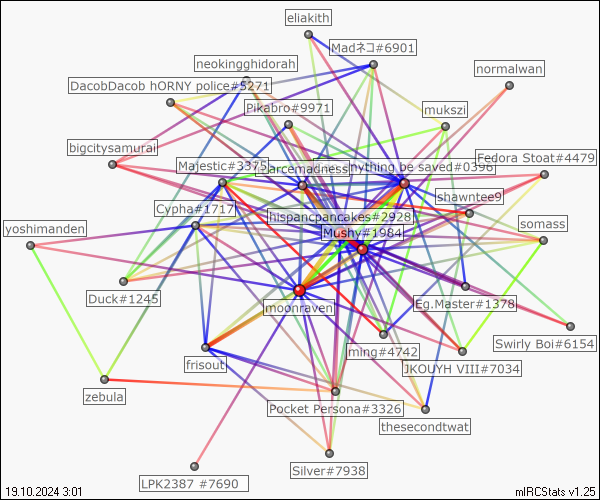 eliakith
Madネコ#6901
neokingghidorah
normalwan
DacobDacob hORNY police#5271
Pikabro#9971
mukszi
bigcitysamurai
Majestic#3375
arcemadness
nything be saved#0396
Fedora Stoat#4479
shawntee9
Cypha#1717
hispancpancakes#2928
yoshimanden
Mushy#1984
somass
Duck#1245
moonraven
Eg.Master#1378
ming#4742
Swirly Boi#6154
frisout
JKOUYH VIII#7034
zebula
Pocket Persona#3326
thesecondtwat
Silver#7938
LPK2387 #7690
19.10.2024 3:01
mIRCStats v1.25